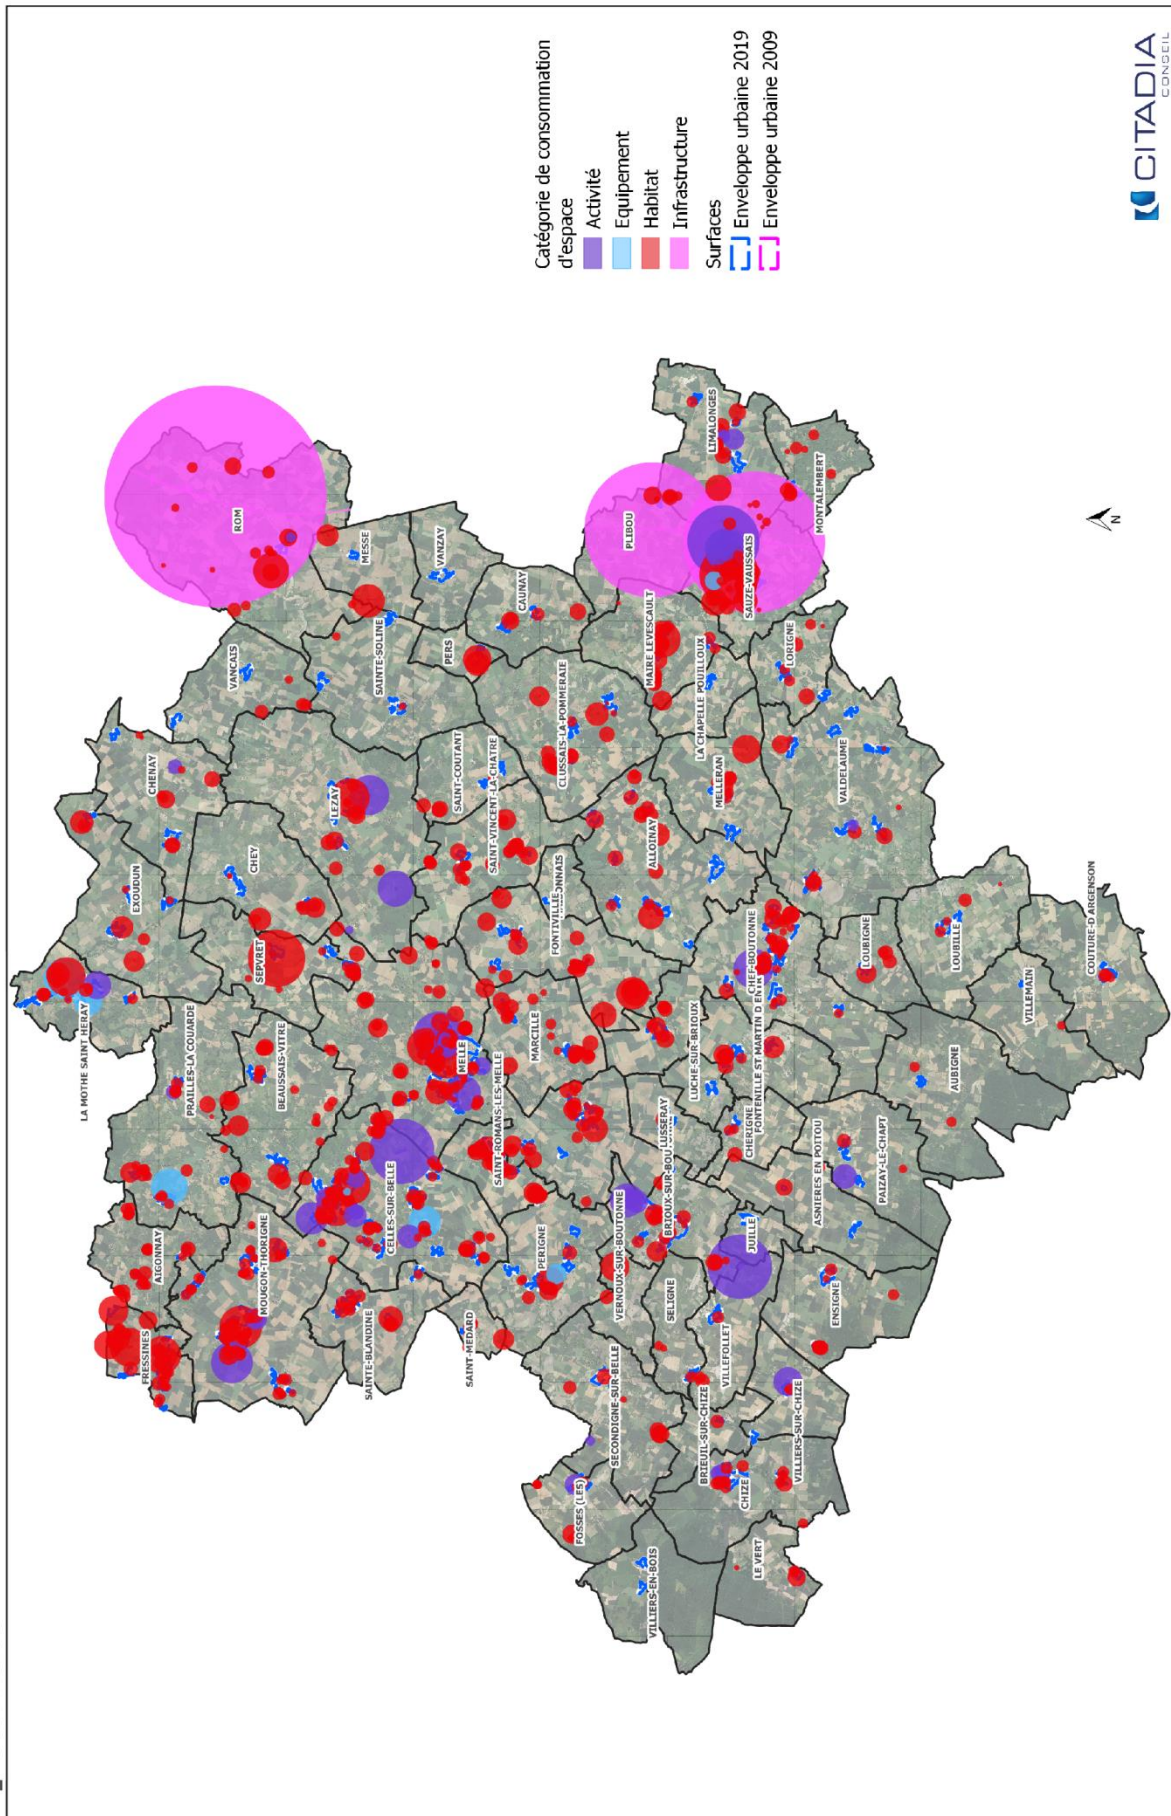 Catégorie de consommation
d'espace
Activité
Equipement
Habitat
Infrastructure
Surfaces
Enveloppe urbaine 2019
Enveloppe urbaine 2009
CITADIA
CONSEIL
N
LA MOTHE SAINT HERAY
EXOUDUN
CHENAY
ROM
VANCAIS
CHEY
SEPVRET
PRAILLES-LA COUARDE
BEAUSSAIS-VITRE
AIGONNAY
FRESSINES
MOUGON-THORIGNE
SAINTE-BLANDINE
CELLES-SUR-BELLE
MELLE
LEZAY
SAINTE-SOLINE
MESSE
VANZAY
PERS
CAUNAY
SAINT-COUTANT
SAINT-VINCENT-LA-CHATRE
CLUSSAIS-LA-POMMERAIE
PLIBOU
MAIRE LEVESCAULT
LIMALONGES
MONTALEMBERT
SAUZE-VAUSSAIS
LA CHAPELLE POUILLOUX
LORIGNE
MELLERAN
VALDELAUME
ALLOINAY
FONTIVILLIE
MARCILLE
SAINT-ROMANS-LES-MELLE
SAINT-MEDARD
PERIGNE
VERNOUX-SUR-BOUTONNE
LUSSERAY
LUCHE-SUR-BRIOUX
CHERIGNE
CHEF-BOUTONNE
LOUBIGNE
LOUBILLE
COUTURE-D'ARGENSON
VILLEMAIN
AUBIGNE
PAIZAY-LE-CHAPT
ASNIERES EN POITOU
JUILLE
ENSIGNE
SELIGNE
VILLEFOLLET
SECONDIGNE-SUR-BELLE
BRIEUIL-SUR-CHIZE
VILLIERS-SUR-CHIZE
CHIZE
FOSSES (LES)
LE VERT
VILLIERS-EN-BOIS